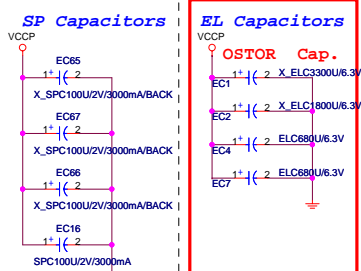 SP Capacitors
VCCP
EC65
1+ 2
X_SPC100U/2V/3000mA/BACK
EC67
1+ 2
X_SPC100U/2V/3000mA/BACK
EC66
1+ 2
X_SPC100U/2V/3000mA/BACK
EC16
1+ 2
SPC100U/2V/3000mA
EL Capacitors
VCCP
OSTOR Cap.
1+ 2 X_ELC3300U/6.3V
EC1
1+ 2 X_ELC1800U/6.3V
EC2
1+ 2 ELC680U/6.3V
EC4
1+ 2 ELC680U/6.3V
EC7